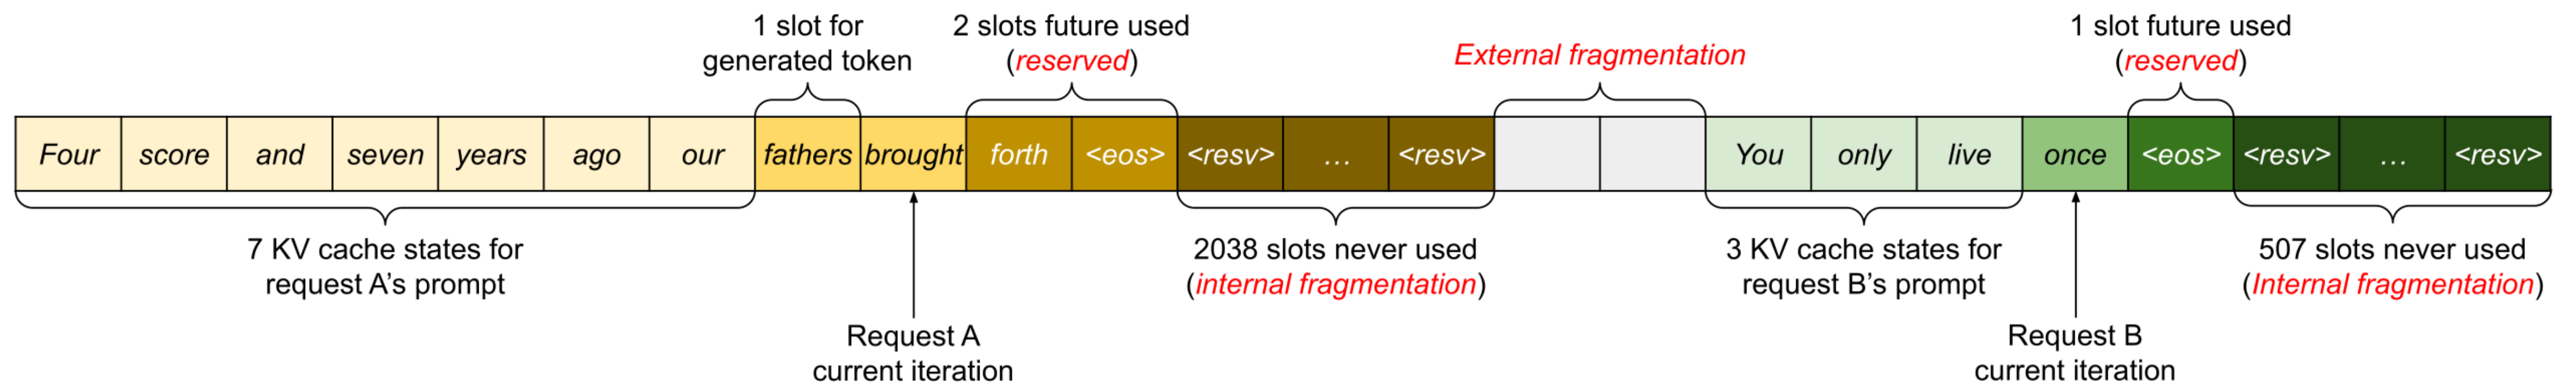 1 slot for
generated token
2 slots future used
(reserved)
External fragmentation
1 slot future used
(reserved)
Four score and seven years ago our fathers brought forth <eos> <resv> … <resv> You only live once <eos> <resv> … <resv>
7 KV cache states for
request A’s prompt
2038 slots never used
(internal fragmentation)
3 KV cache states for
request B’s prompt
507 slots never used
(Internal fragmentation)
Request A
current iteration
Request B
current iteration